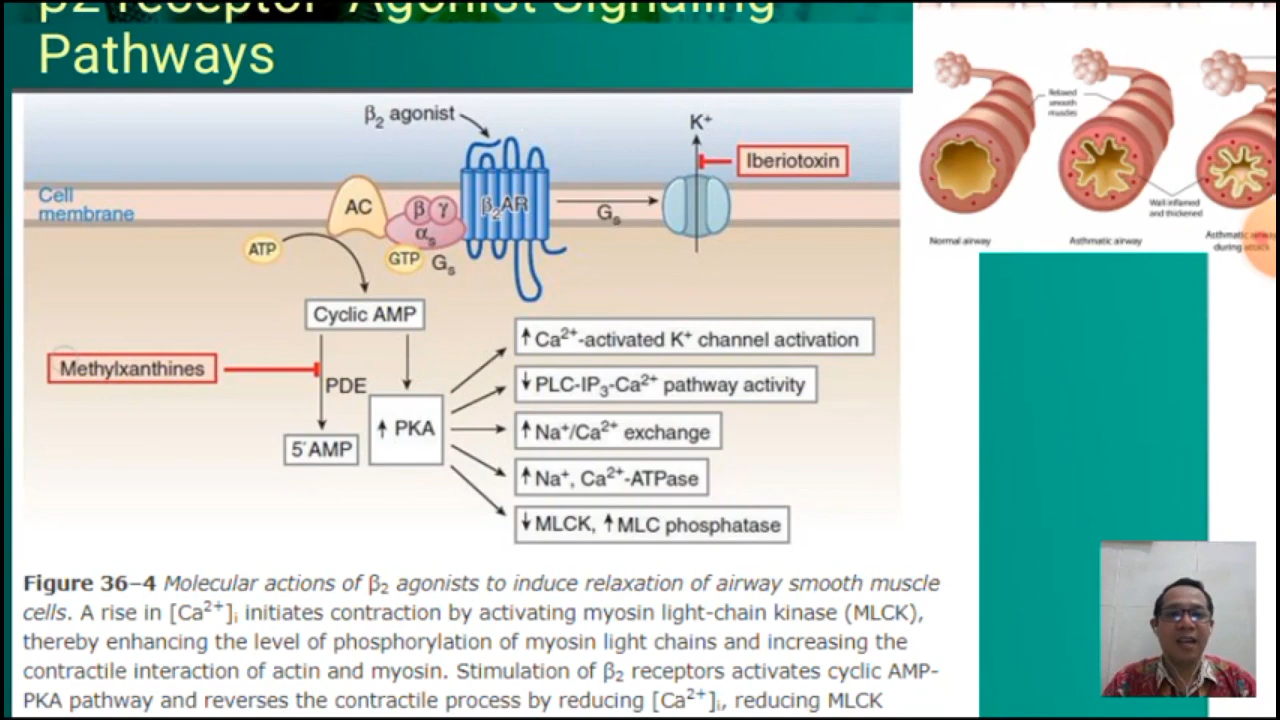 β2 receptor Agonist Signaling
Pathways
β2 agonist
K+
Iberiotoxin
Cell
membrane
AC
β γ
β2AR
αs
Gs
ATP
GTP
Gs
Cyclic AMP
Methylxanthines
PDE
5′AMP
↑ PKA
↑ Ca2+-activated K+ channel activation
↓ PLC-IP3-Ca2+ pathway activity
↑ Na+/Ca2+ exchange
↑ Na+, Ca2+-ATPase
↓ MLCK, ↑ MLC phosphatase
Figure 36–4 Molecular actions of β2 agonists to induce relaxation of airway smooth muscle
cells. A rise in [Ca2+]i initiates contraction by activating myosin light-chain kinase (MLCK),
thereby enhancing the level of phosphorylation of myosin light chains and increasing the
contractile interaction of actin and myosin. Stimulation of β2 receptors activates cyclic AMP-
PKA pathway and reverses the contractile process by reducing [Ca2+]i, reducing MLCK
Relaxed
smooth
muscles
Wall inflamed
and thickened
Normal airway
Asthmatic airway
Asthmatic airway
during attack